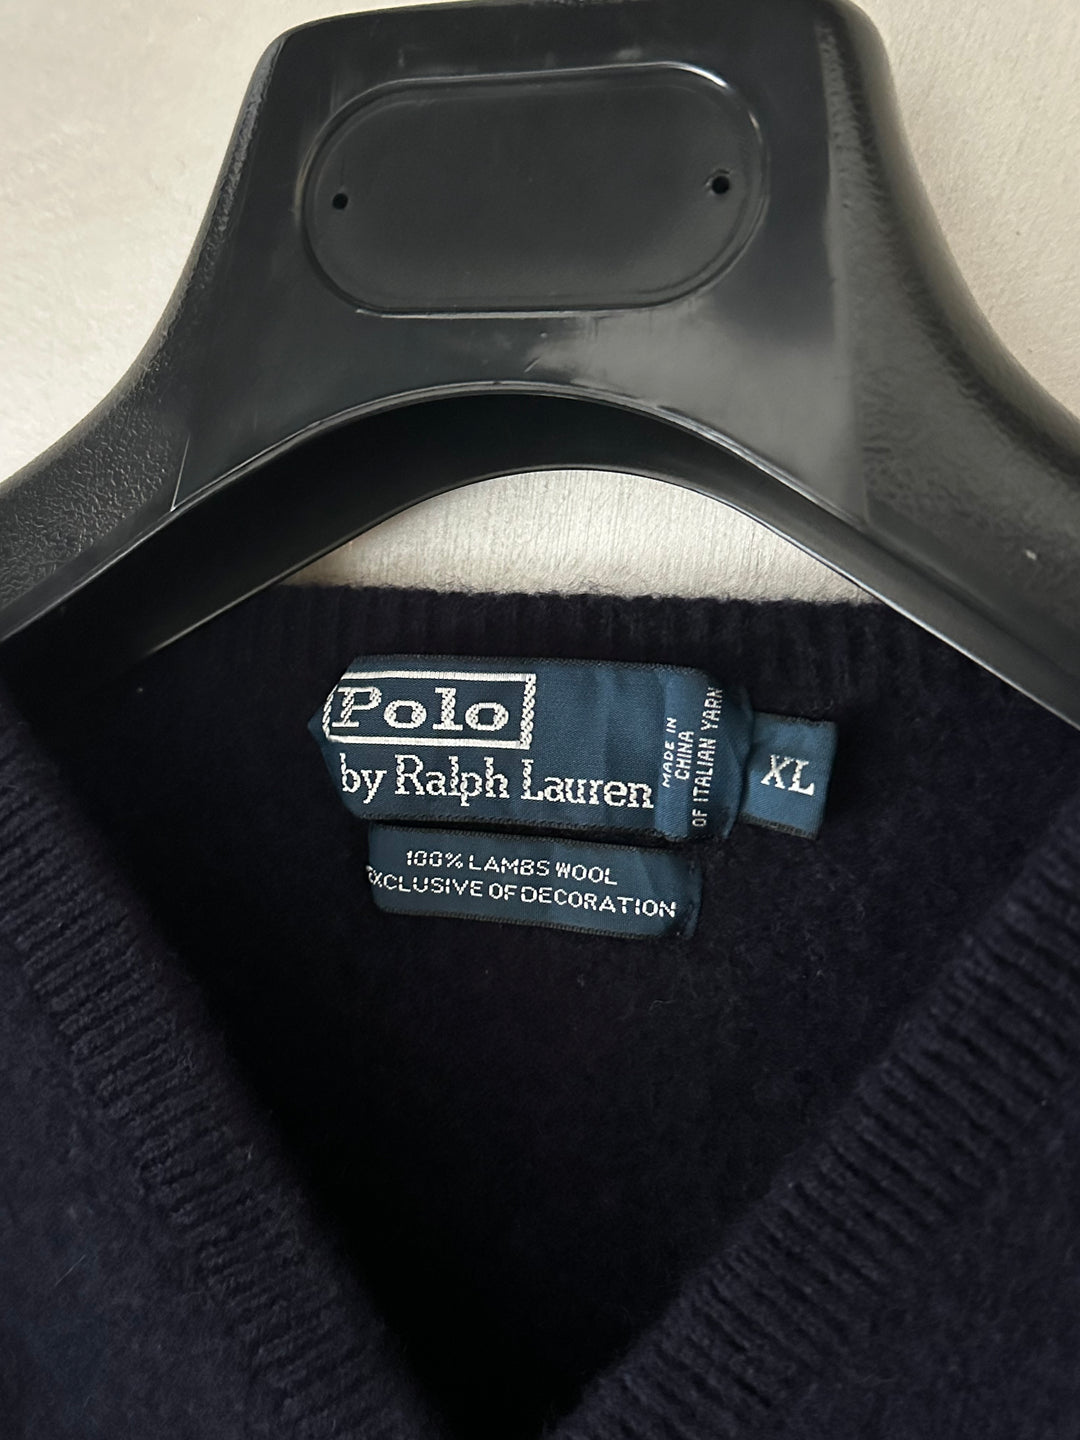 Polo
by Ralph Lauren
MADE IN
CHINA
OF ITALIAN YARN
XL
100% LAMBS WOOL
EXCLUSIVE OF DECORATION